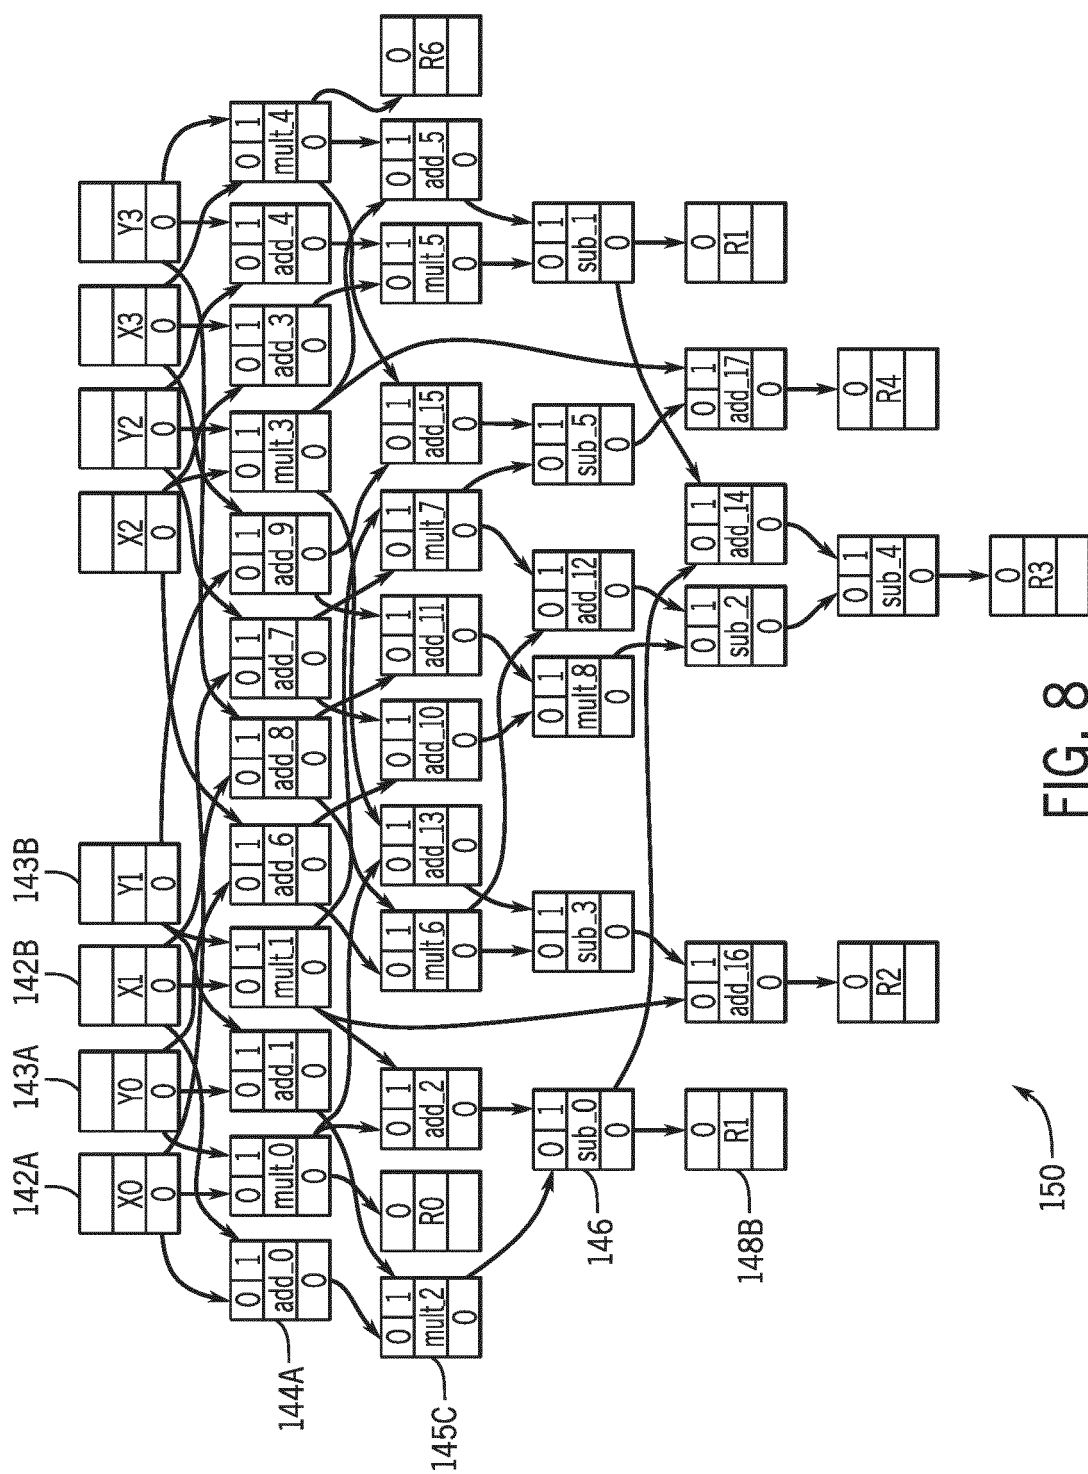 142A 143A 142B 143B
X0 Y0 X1 Y1 X2 Y2 X3 Y3
0 0 0 0 0 0 0 0
0 1 0 1 0 1 0 1 0 1 0 1 0 1 0 1 0 1 0 1 0 1 0 1
add_0 mult_0 add_1 mult_1 add_6 add_8 add_7 add_9 mult_3 add_3 add_4 mult_4
0 0 0 0 0 0 0 0 0 0 0 0
144A
0 1 0 0 1 0 1 0 1 0 1 0 1 0 1 0 1 0 1 0 1 0
mult_2 R0 add_2 mult_6 add_13 add_10 add_11 mult_7 add_15 mult_5 add_5 R6
0 0 0 0 0 0 0 0 0 0
145C
0 1 0 1 0 1 0 1 0 1 0 1
sub_0 sub_3 mult_8 add_12 sub_5 sub_1
0 0 0 0 0 0
146
0 0 1 0 1 0 1 0 1 0
R1 add_16 sub_2 add_14 add_17 R1
0 0 0 0
148B
0 0 1 0
R2 sub_4 R4
0
0
R3
150
FIG. 8